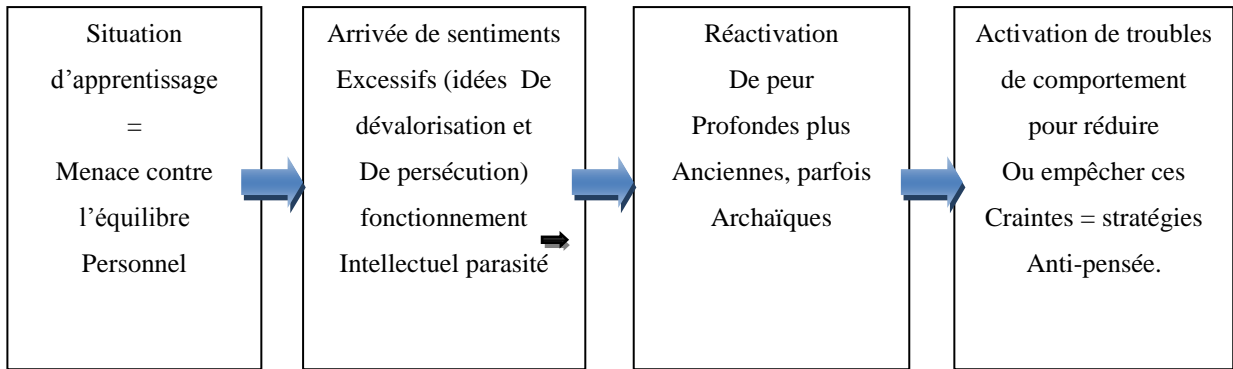 Situation
d’apprentissage
=
Menace contre
l’équilibre
Personnel
Arrivée de sentiments
Excessifs (idées De
dévalorisation et
De persécution)
fonctionnement
Intellectuel parasité
Réactivation
De peur
Profondes plus
Anciennes, parfois
Archaïques
Activation de troubles
de comportement
pour réduire
Ou empêcher ces
Craintes = stratégies
Anti-pensée.